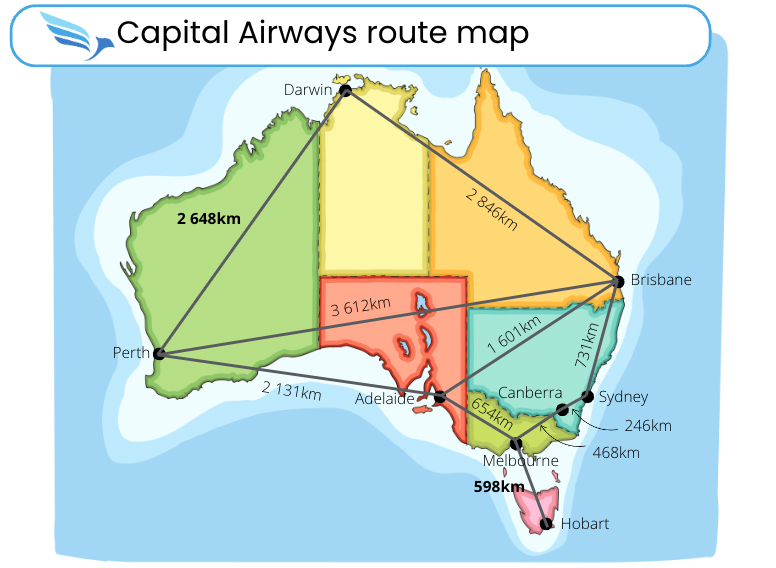 Capital Airways route map
Darwin
2 648km
2 846km
Brisbane
3 612km
1 601km
731km
Perth
2 131km
Adelaide
654km
Canberra
Sydney
246km
468km
Melbourne
598km
Hobart